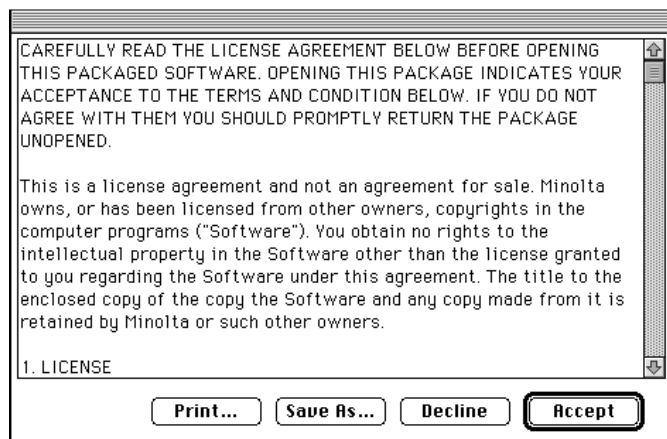 CAREFULLY READ THE LICENSE AGREEMENT BELOW BEFORE OPENING
THIS PACKAGED SOFTWARE. OPENING THIS PACKAGE INDICATES YOUR
ACCEPTANCE TO THE TERMS AND CONDITION BELOW. IF YOU DO NOT
AGREE WITH THEM YOU SHOULD PROMPTLY RETURN THE PACKAGE
UNOPENED.
This is a license agreement and not an agreement for sale. Minolta
owns, or has been licensed from other owners, copyrights in the
computer programs ("Software"). You obtain no rights to the
intellectual property in the Software other than the license granted
to you regarding the Software under this agreement. The title to the
enclosed copy of the copy the Software and any copy made from it is
retained by Minolta or such other owners.
1. LICENSE
Print... Save As... Decline Accept